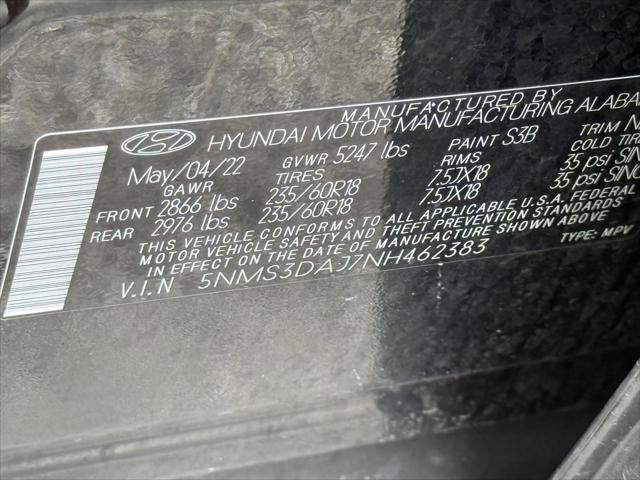 MANUFACTURED BY
HYUNDAI MOTOR MANUFACTURING ALABA
May/04/22 GVWR 5247 lbs PAINT S3B TRIM
GAWR TIRES RIMS COLD
FRONT 2866 lbs 235/60R18 7.5JX18 35 psi
REAR 2976 lbs 235/60R18 7.5JX18 35 psi
THIS VEHICLE CONFORMS TO ALL APPLICABLE U.S.A. FEDERAL
MOTOR VEHICLE SAFETY AND THEFT PREVENTION STANDARDS
IN EFFECT ON THE DATE OF MANUFACTURE SHOWN ABOVE
V.I.N 5NMS3DAJ7NH462383 TYPE: MPV